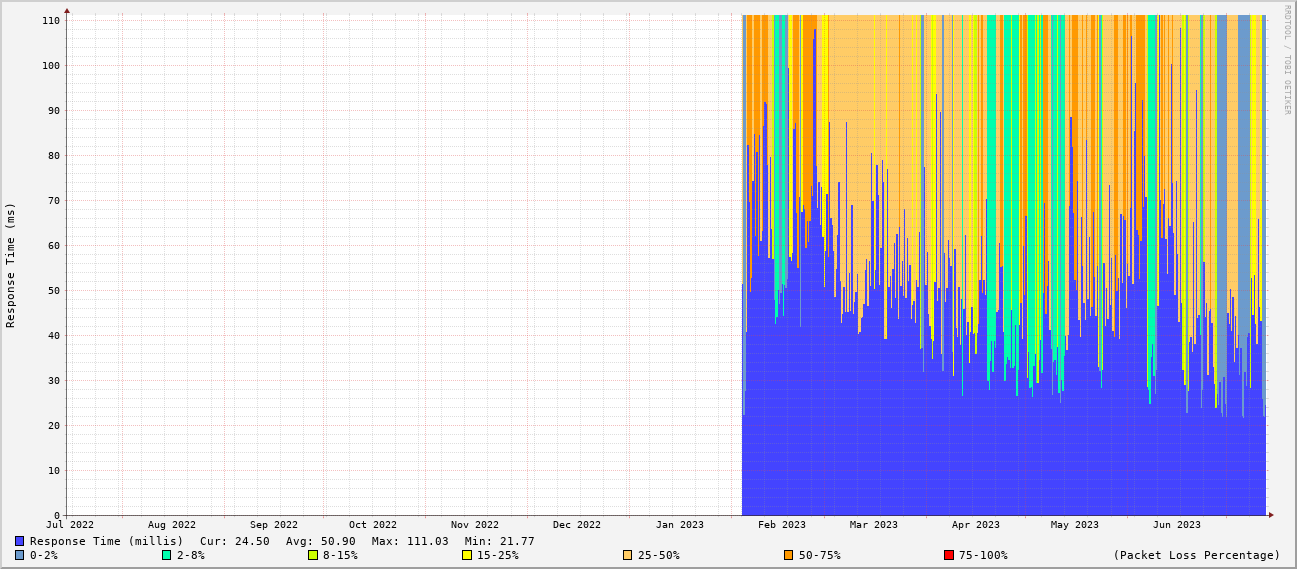 RRDTOOL / TOBI OETIKER
Response Time (ms)
110
100
90
80
70
60
50
40
30
20
10
0
Jul 2022 Aug 2022 Sep 2022 Oct 2022 Nov 2022 Dec 2022 Jan 2023 Feb 2023 Mar 2023 Apr 2023 May 2023 Jun 2023
Response Time (millis) Cur: 24.50 Avg: 50.90 Max: 111.03 Min: 21.77
0-2% 2-8% 8-15% 15-25% 25-50% 50-75% 75-100% (Packet Loss Percentage)